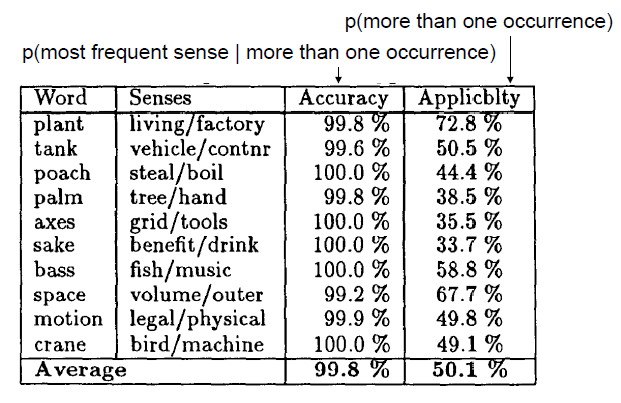 p(more than one occurrence)
p(most frequent sense | more than one occurrence)
Word Senses Accuracy Applicblty
plant living/factory 99.8 % 72.8 %
tank vehicle/contnr 99.6 % 50.5 %
poach steal/boil 100.0 % 44.4 %
palm tree/hand 99.8 % 38.5 %
axes grid/tools 100.0 % 35.5 %
sake benefit/drink 100.0 % 33.7 %
bass fish/music 100.0 % 58.8 %
space volume/outer 99.2 % 67.7 %
motion legal/physical 99.9 % 49.8 %
crane bird/machine 100.0 % 49.1 %
Average 99.8 % 50.1 %